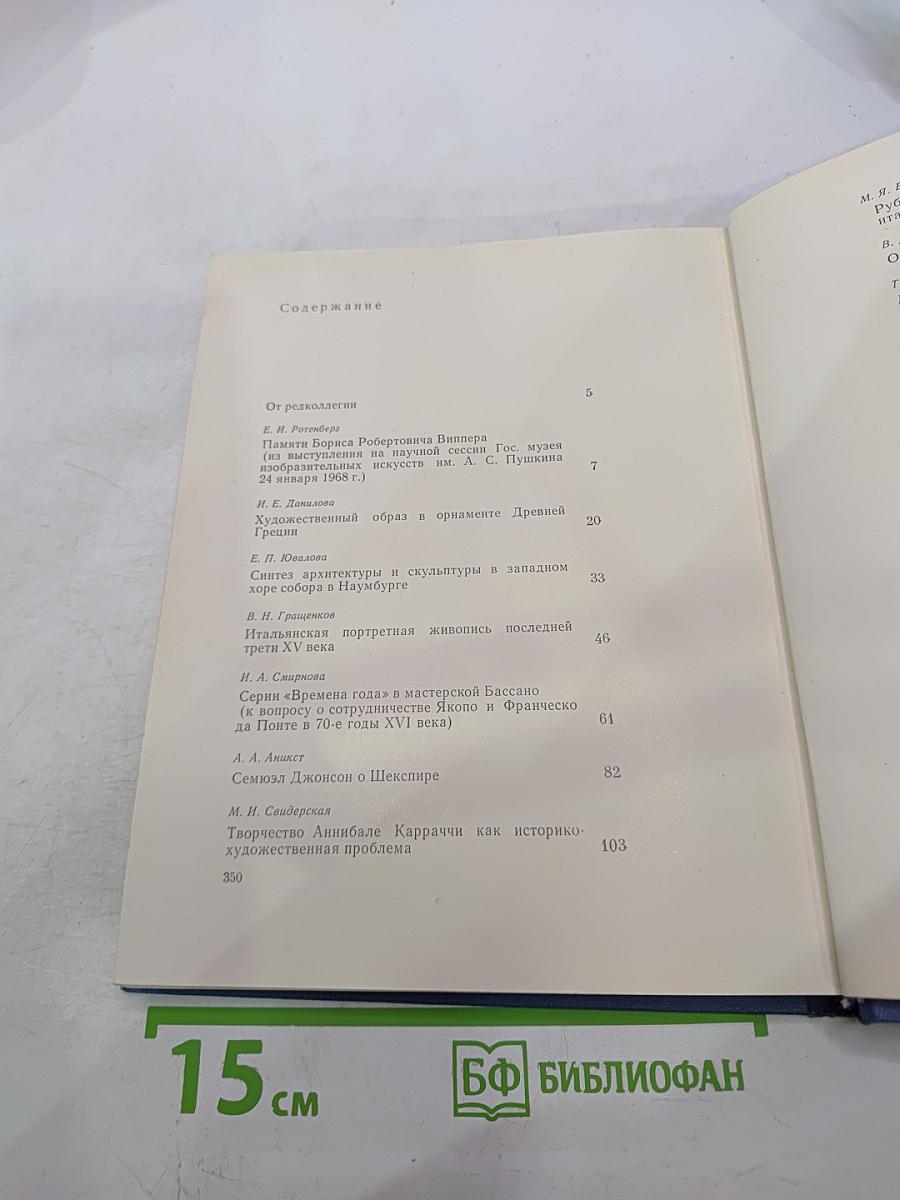 Содержание
От редколлегии 5
Е. И. Ротенберг
Памяти Бориса Робертовича Виппера
(из выступления на научной сессии Гос. музея
изобразительных искусств им. А. С. Пушкина
24 января 1968 г.) 7
И. Е. Данилова
Художественный образ в орнаменте Древней
Греции 20
Е. П. Ювалова
Синтез архитектуры и скульптуры в западном
хоре собора в Наумбурге 33
В. Н. Гращенков
Итальянская портретная живопись последней
трети XV века 46
И. А. Смирнова
Серии «Времена года» в мастерской Бассано
(к вопросу о сотрудничестве Якопо и Франческо
да Понте в 70-е годы XVI века) 61
А. А. Аникст
Семюэл Джонсон о Шекспире 82
М. И. Свидерская
Творчество Аннибале Карраччи как историко-
художественная проблема 103
350
М. Я.
В.
15 см
БФ БИБЛИОФАН